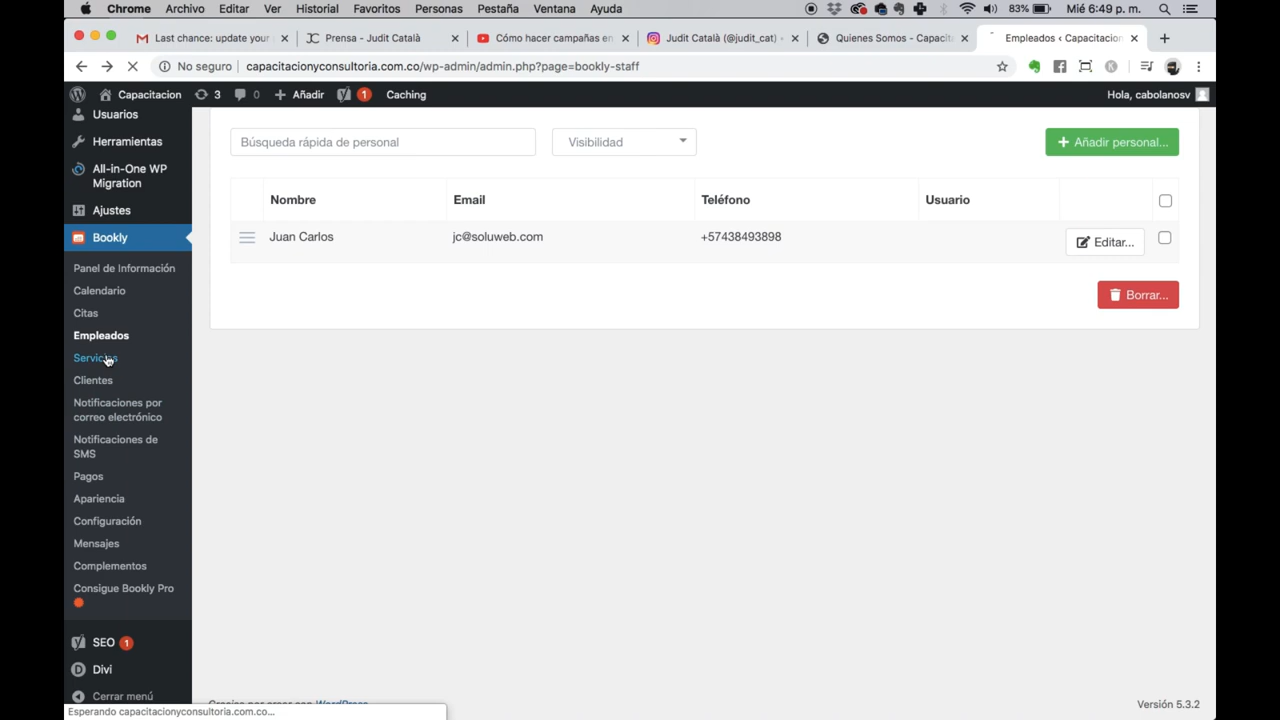 Chrome Archivo Editar Ver Historial Favoritos Personas Pestaña Ventana Ayuda 83% Mié 6:49 p. m.
Last chance: update your Prensa - Judit Català Cómo hacer campañas en Judit Català (@judit_cat) • Quienes Somos - Capacita Empleados ‹ Capacitacion
No seguro capacitacionyconsultoria.com.co/wp-admin/admin.php?page=bookly-staff
Capacitacion 3 0 Añadir 1 Caching Hola, cabolanosv
Usuarios
Herramientas
All-in-One WP
Migration
Ajustes
Bookly
Panel de Información
Calendario
Citas
Empleados
Servicios
Clientes
Notificaciones por
correo electrónico
Notificaciones de
SMS
Pagos
Apariencia
Configuración
Mensajes
Complementos
Consigue Bookly Pro
SEO 1
Divi
Cerrar menú
Búsqueda rápida de personal Visibilidad Añadir personal...
Nombre Email Teléfono Usuario
Juan Carlos jc@soluweb.com +57438493898 Editar...
Borrar...
WordPress
Versión 5.3.2
Esperando capacitacionyconsultoria.com.co...